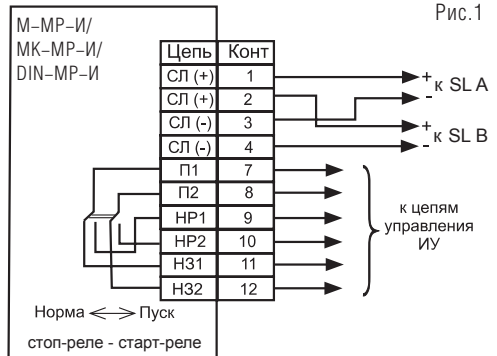 Рис.1
М–МР–И/
МК–МР–И/
DIN–МР–И
Цепь Конт
СЛ (+) 1
СЛ (+) 2
СЛ (-) 3
СЛ (-) 4
П1 7
П2 8
НР1 9
НР2 10
НЗ1 11
НЗ2 12
+
-
к SL A
+
-
к SL B
к цепям
управления
ИУ
Норма Пуск
стоп-реле - старт-реле